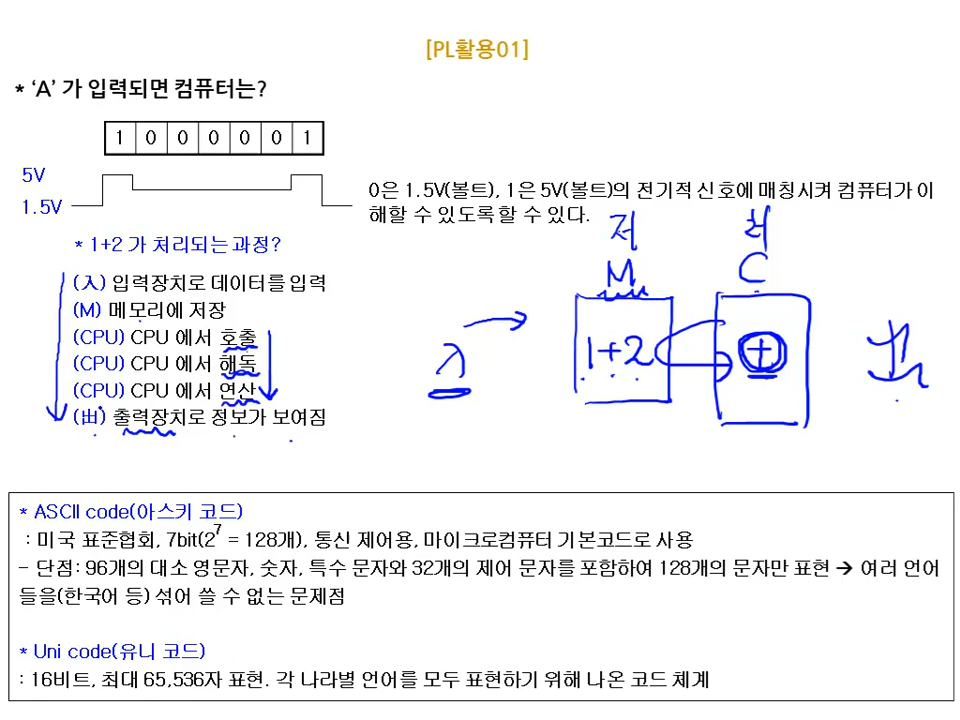 [PL활용01]
* ‘A’ 가 입력되면 컴퓨터는?
1 0 0 0 0 0 1
5V
1.5V
0은 1.5V(볼트), 1은 5V(볼트)의 전기적 신호에 매칭시켜 컴퓨터가 이
해할 수 있도록할 수 있다.
* 1+2 가 처리되는 과정?
(入) 입력장치로 데이터를 입력
(M) 메모리에 저장
(CPU) CPU 에서 호출
(CPU) CPU 에서 해독
(CPU) CPU 에서 연산
(出) 출력장치로 정보가 보여짐
저
M
C
入
1+2
+
出
* ASCII code(아스키 코드)
: 미국 표준협회, 7bit(2⁷ = 128개), 통신 제어용, 마이크로컴퓨터 기본코드로 사용
- 단점: 96개의 대소 영문자, 숫자, 특수 문자와 32개의 제어 문자를 포함하여 128개의 문자만 표현 → 여러 언어
들을(한국어 등) 섞어 쓸 수 없는 문제점
* Uni code(유니 코드)
: 16비트, 최대 65,536자 표현. 각 나라별 언어를 모두 표현하기 위해 나온 코드 체계